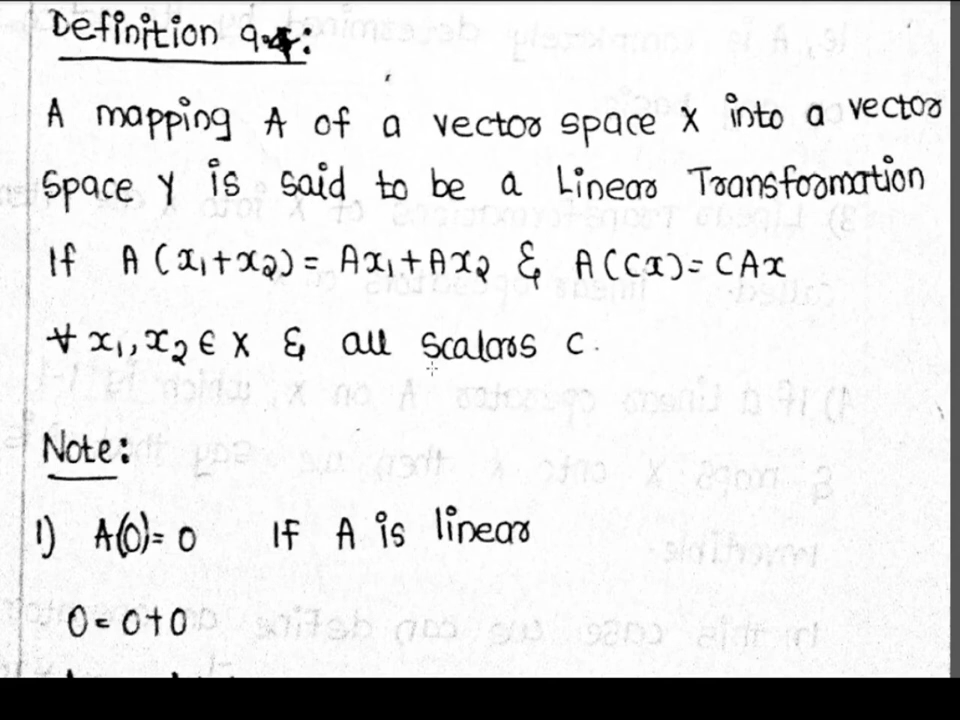 Definition 9.4:
A mapping A of a vector space X into a vector
space Y is said to be a Linear Transformation
If A(x₁+x₂) = Ax₁+Ax₂ & A(cx) = cAx
∀ x₁, x₂ ∈ X & all scalars c.
Note:
1) A(0) = 0 If A is linear
0 = 0+0